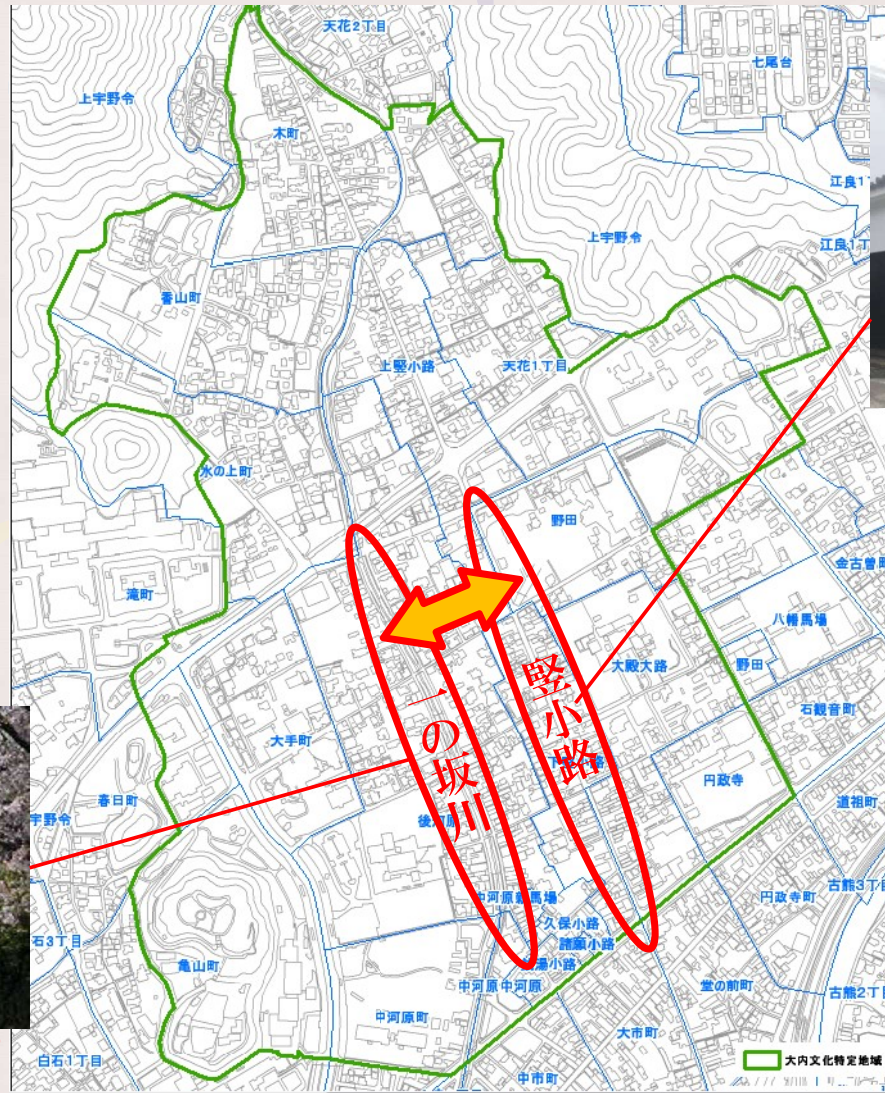 天花2丁目
七尾台
上宇野令
木町
江良1
上宇野令
江良1丁
香山町
上竪小路
天花1丁目
水の上町
野田
金古曽町
滝町
八幡馬場
竪小路
大殿大路
野田
一の坂川
石観音町
大手町
円政寺
春日町
道祖町
宇野令
後河原
中河原
馬場
久保小路
円政寺町
古熊3丁目
石3丁目
諸願小路
湯小路
亀山町
中河原中河原
堂の前町
古熊2丁目
中河原町
大市町
白石1丁目
中市町
大内文化特定地域